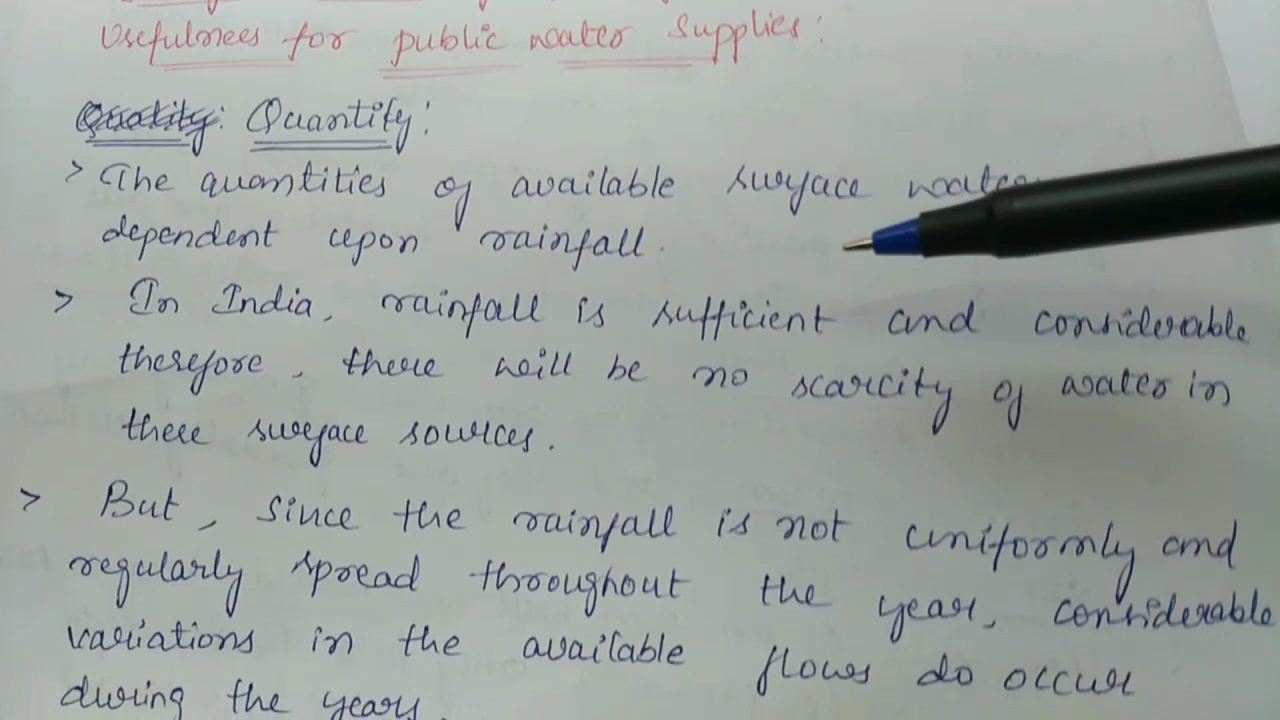 Usefulness for public water supplies:
Quality: Quantity:
> The quantities of available surface water
dependent upon rainfall.
> In India, rainfall is sufficient and considerable
therefore, there will be no scarcity of water in
these surface sources.
> But, since the rainfall is not uniformly and
regularly spread throughout the year, considerable
variations in the available flows do occur
during the years.